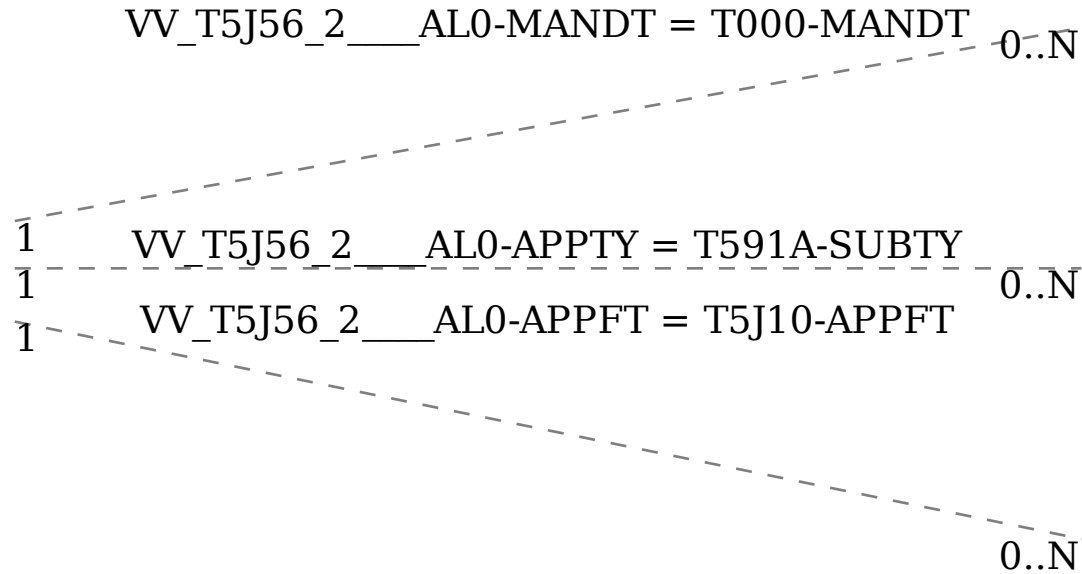 VV_T5J56_2____AL0-MANDT = T000-MANDT
0..N
1
VV_T5J56_2____AL0-APPTY = T591A-SUBTY
1
0..N
VV_T5J56_2____AL0-APPFT = T5J10-APPFT
1
0..N